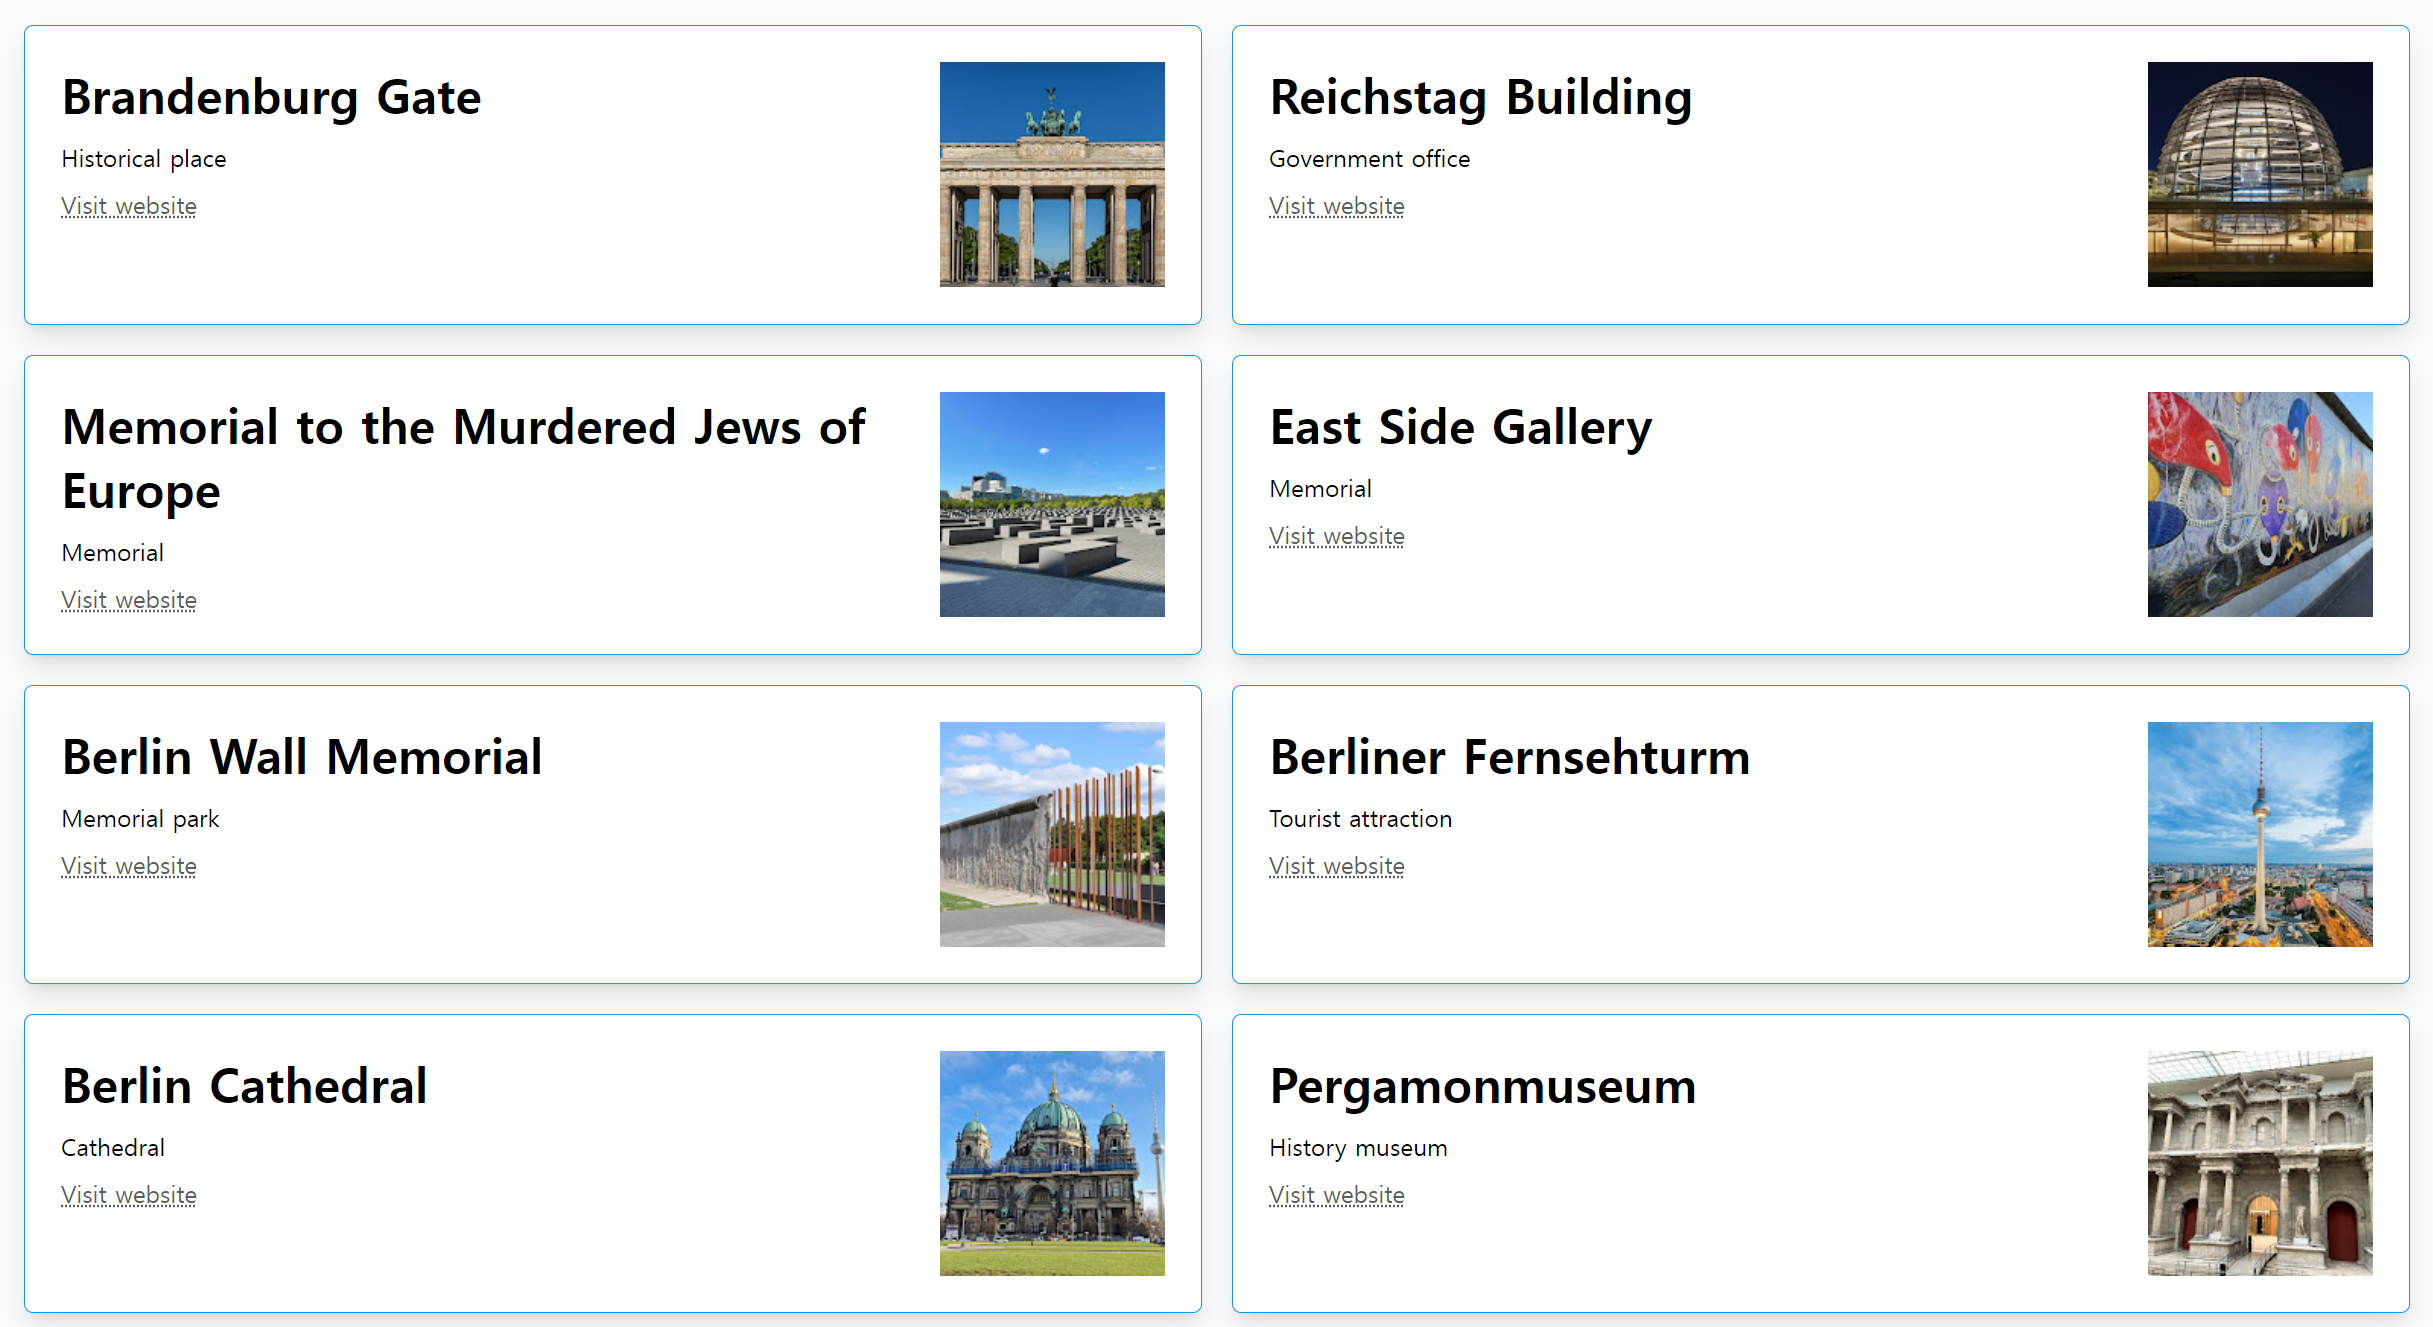 Brandenburg Gate
Historical place
Visit website
Reichstag Building
Government office
Visit website
Memorial to the Murdered Jews of
Europe
Memorial
Visit website
East Side Gallery
Memorial
Visit website
Berlin Wall Memorial
Memorial park
Visit website
Berliner Fernsehturm
Tourist attraction
Visit website
Berlin Cathedral
Cathedral
Visit website
Pergamonmuseum
History museum
Visit website